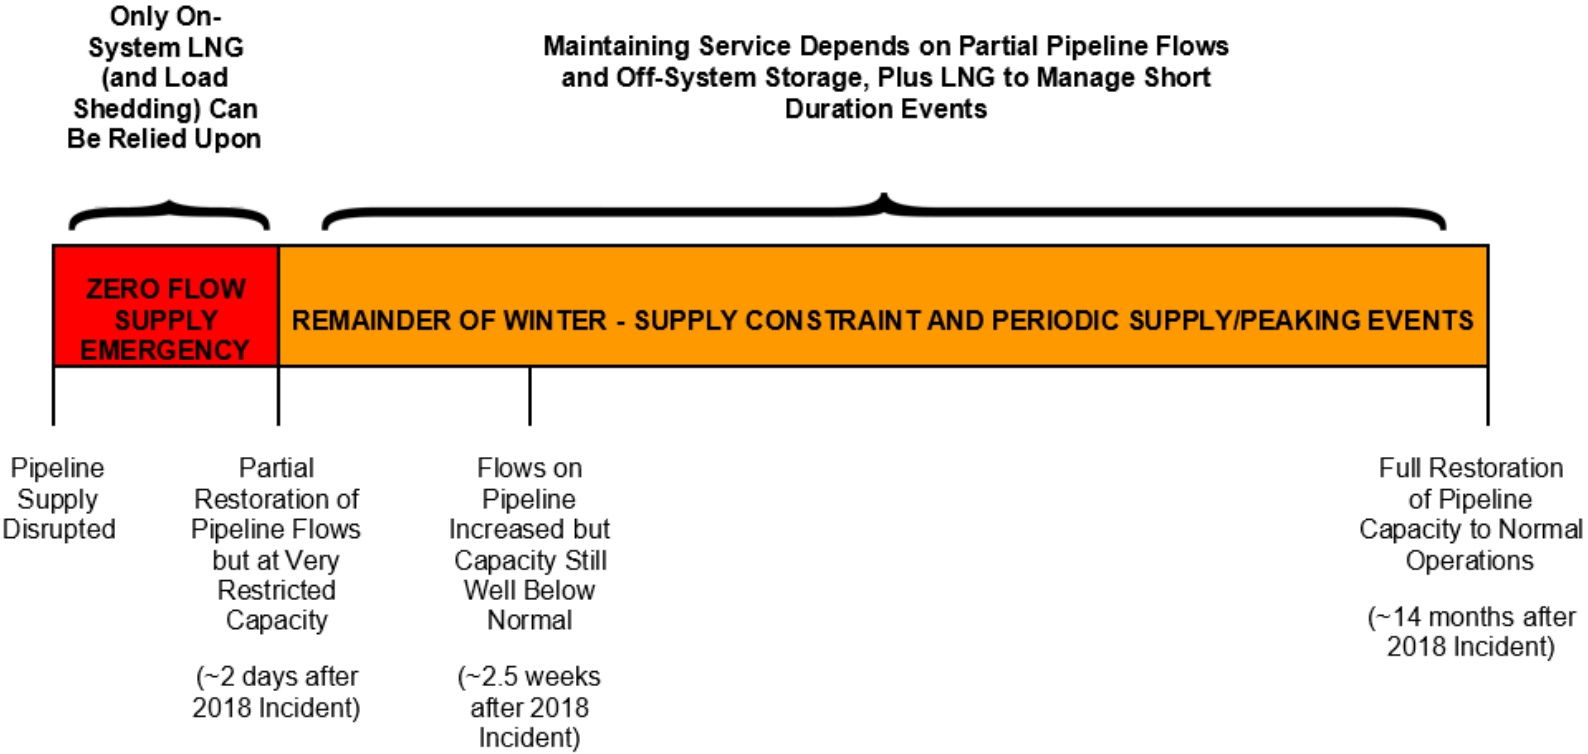 Only On-
System LNG
(and Load
Shedding) Can
Be Relied Upon
Maintaining Service Depends on Partial Pipeline Flows
and Off-System Storage, Plus LNG to Manage Short
Duration Events
ZERO FLOW
SUPPLY
EMERGENCY
REMAINDER OF WINTER - SUPPLY CONSTRAINT AND PERIODIC SUPPLY/PEAKING EVENTS
Pipeline
Supply
Disrupted
Partial
Restoration of
Pipeline Flows
but at Very
Restricted
Capacity
(~2 days after
2018 Incident)
Flows on
Pipeline
Increased but
Capacity Still
Well Below
Normal
(~2.5 weeks
after 2018
Incident)
Full Restoration
of Pipeline
Capacity to Normal
Operations
(~14 months after
2018 Incident)